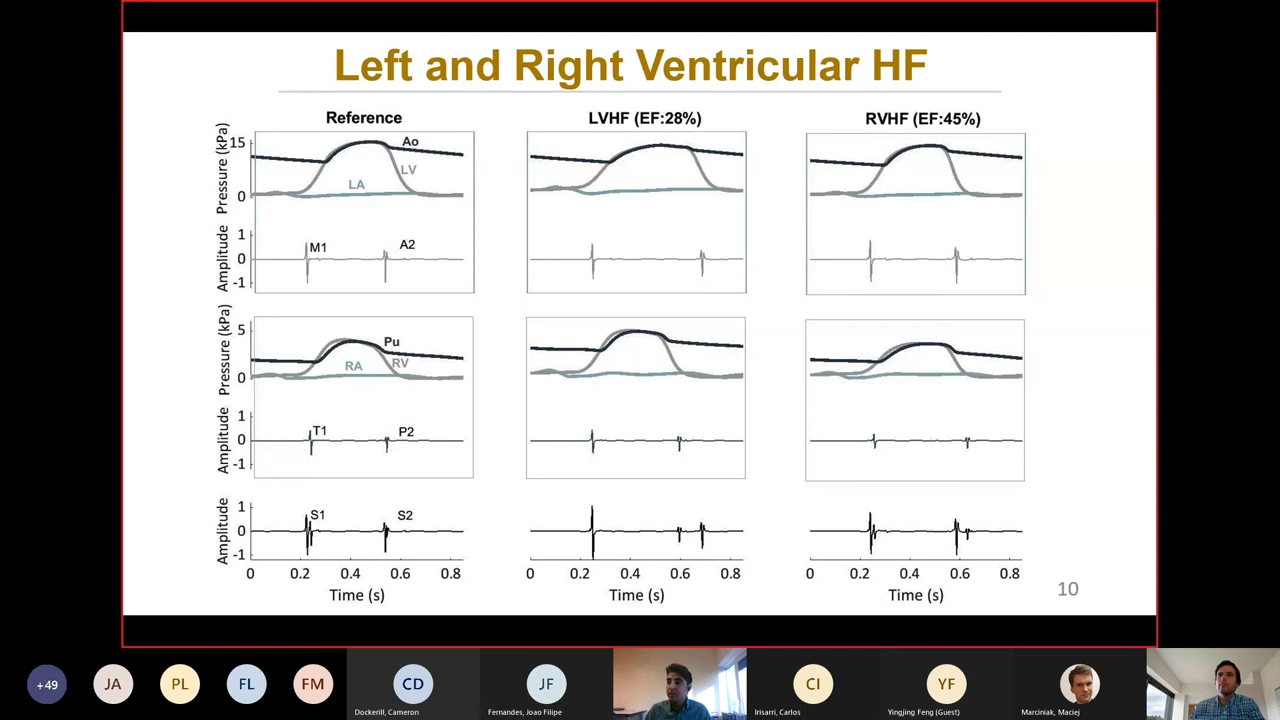 Left and Right Ventricular HF
Reference
LVHF (EF:28%)
RVHF (EF:45%)
Pressure (kPa)
15
0
Ao
LV
LA
Amplitude
1
0
-1
M1
A2
Pressure (kPa)
5
0
Pu
RA
RV
Amplitude
1
0
-1
T1
P2
Amplitude
1
0
-1
S1
S2
0 0.2 0.4 0.6 0.8
0 0.2 0.4 0.6 0.8
0 0.2 0.4 0.6 0.8
Time (s)
Time (s)
Time (s)
10
+49
JA
PL
FL
FM
CD
Dockerill, Cameron
JF
Fernandes, Joao Filipe
CI
Irisarri, Carlos
YF
Yingjing Feng (Guest)
Marciniak, Maciej